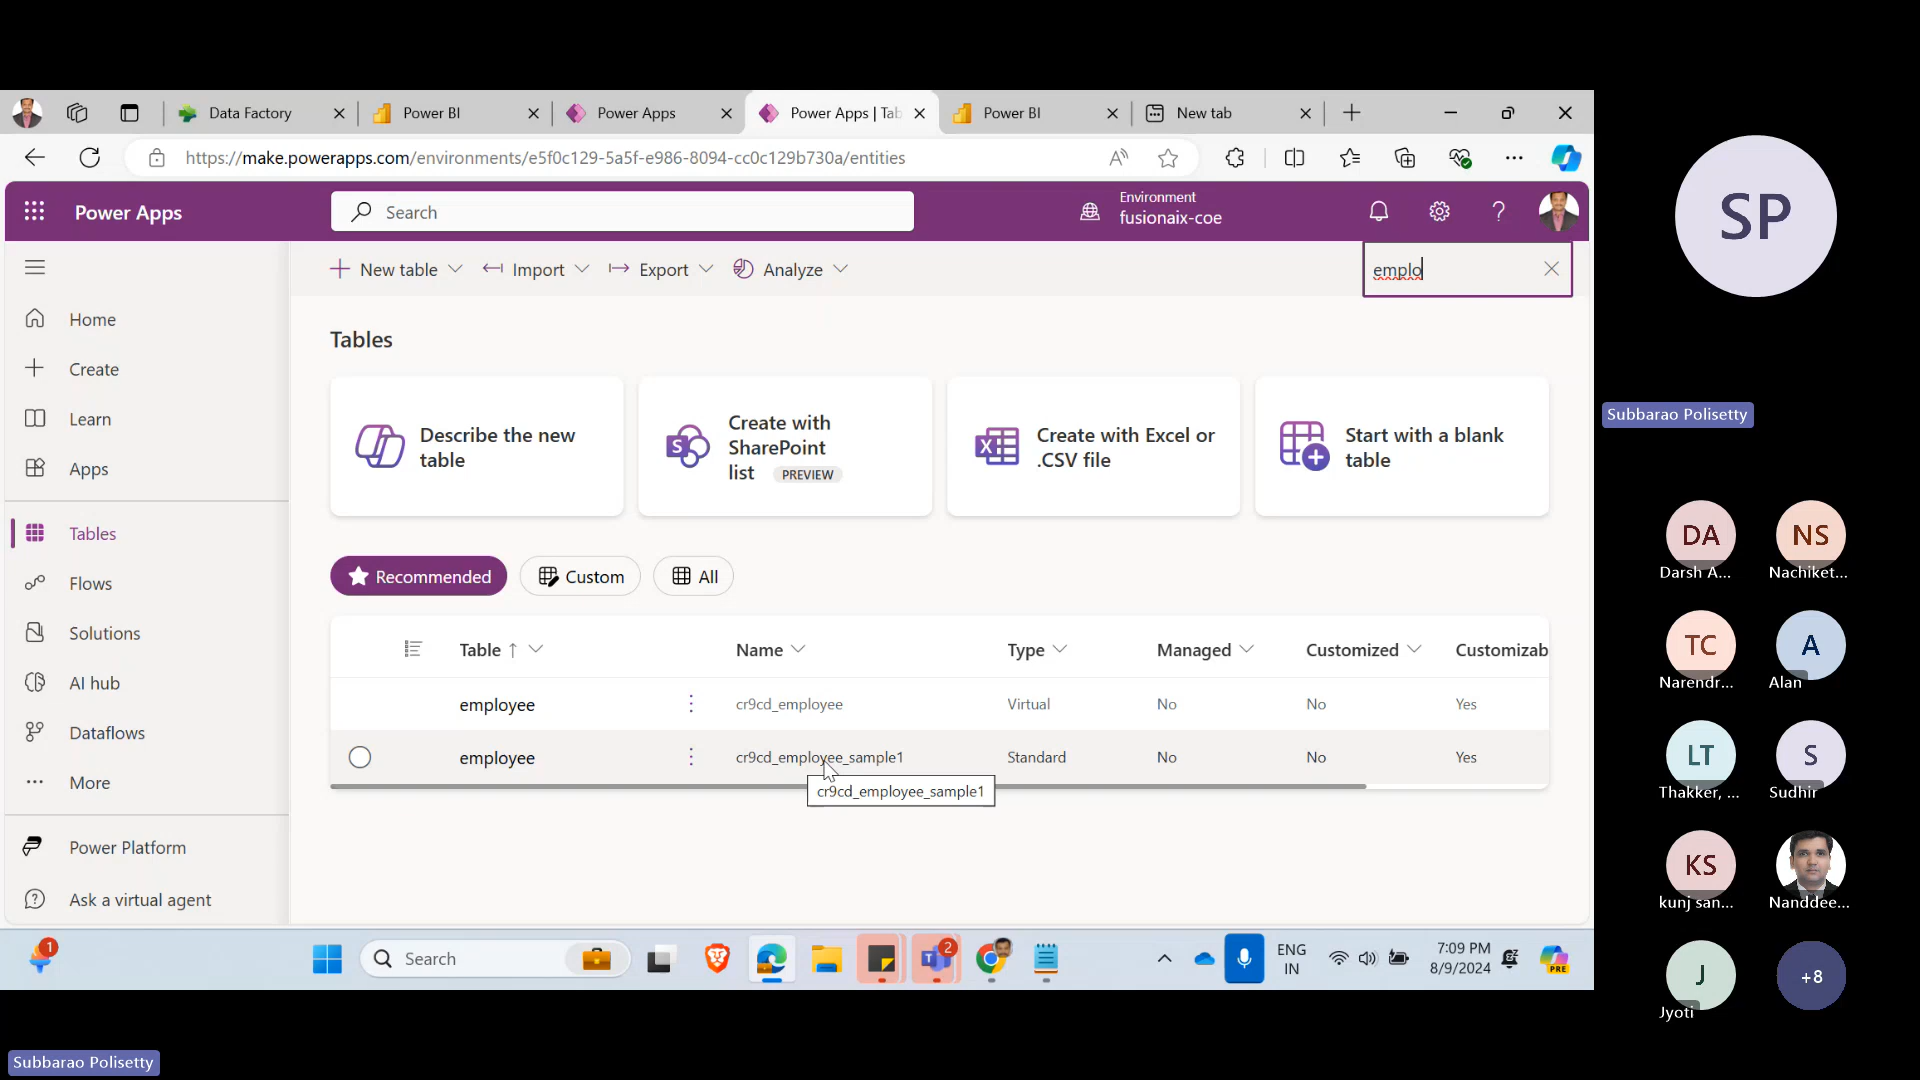 Data Factory
Power BI
Power Apps
Power Apps | Tab
Power BI
New tab
https://make.powerapps.com/environments/e5f0c129-5a5f-e986-8094-cc0c129b730a/entities
Power Apps
Search
Environment
fusionaix-coe
New table
Import
Export
Analyze
emplo
Home
Create
Learn
Apps
Tables
Flows
Solutions
AI hub
Dataflows
More
Power Platform
Ask a virtual agent
Tables
Describe the new
table
Create with
SharePoint
list PREVIEW
Create with Excel or
.CSV file
Start with a blank
table
Recommended
Custom
All
Table
Name
Type
Managed
Customized
Customizab
employee
cr9cd_employee
Virtual
No
No
Yes
employee
cr9cd_employee_sample1
Standard
No
No
Yes
cr9cd_employee_sample1
1
Search
2
ENG
IN
7:09 PM
8/9/2024
PRE
SP
Subbarao Polisetty
DA
Darsh A...
NS
Nachiket...
TC
Narendr...
A
Alan
LT
Thakker, ...
S
Sudhir
KS
kunj san...
Nanddee...
J
Jyoti
+8
Subbarao Polisetty